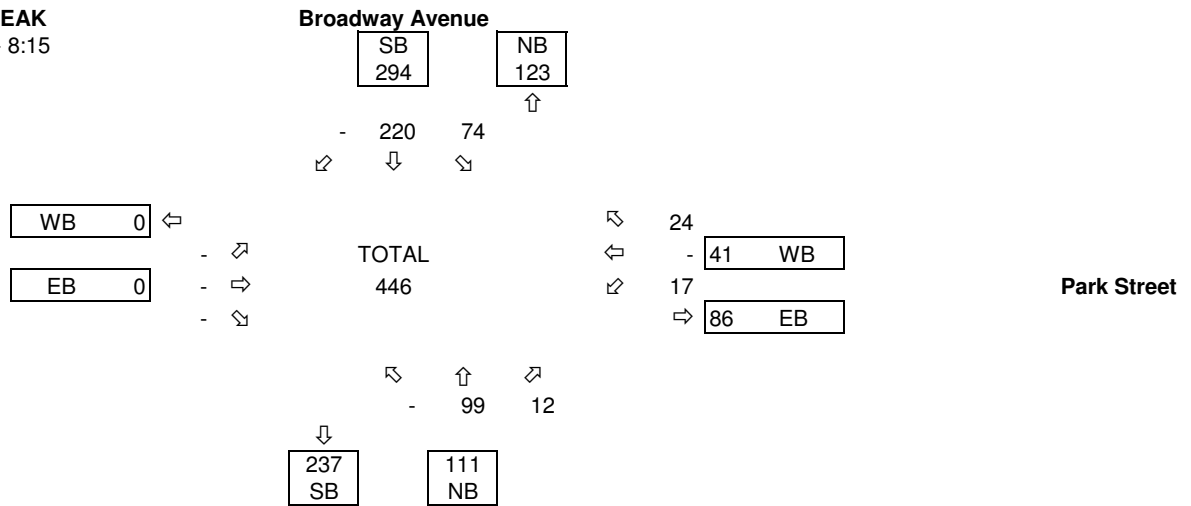 EAK Broadway Avenue
8:15 SB NB
294 123
⇧
- 220 74
⬃ ⇩ ⬂
WB 0 ⇦ ⬁ 24
- ⬀ TOTAL ⇦ - 41 WB
EB 0 - ⇨ 446 ⬃ 17 Park Street
- ⬂ ⇨ 86 EB
⬁ ⇧ ⬀
- 99 12
⇩
237 111
SB NB